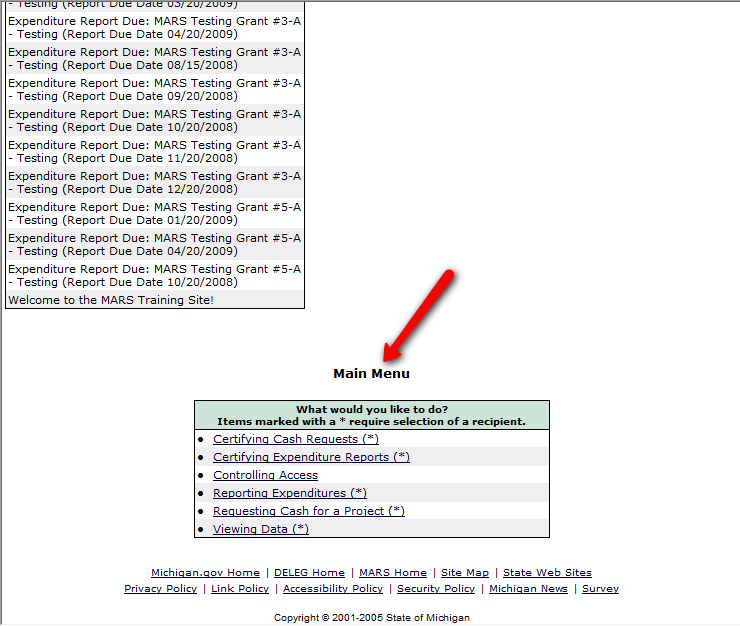 - Testing (Report Due Date 03/20/2009)
Expenditure Report Due: MARS Testing Grant #3-A
- Testing (Report Due Date 04/20/2009)
Expenditure Report Due: MARS Testing Grant #3-A
- Testing (Report Due Date 08/15/2008)
Expenditure Report Due: MARS Testing Grant #3-A
- Testing (Report Due Date 09/20/2008)
Expenditure Report Due: MARS Testing Grant #3-A
- Testing (Report Due Date 10/20/2008)
Expenditure Report Due: MARS Testing Grant #3-A
- Testing (Report Due Date 11/20/2008)
Expenditure Report Due: MARS Testing Grant #3-A
- Testing (Report Due Date 12/20/2008)
Expenditure Report Due: MARS Testing Grant #5-A
- Testing (Report Due Date 01/20/2009)
Expenditure Report Due: MARS Testing Grant #5-A
- Testing (Report Due Date 04/20/2009)
Expenditure Report Due: MARS Testing Grant #5-A
- Testing (Report Due Date 10/20/2008)
Welcome to the MARS Training Site!
Main Menu
What would you like to do?
Items marked with a * require selection of a recipient.
• Certifying Cash Requests (*)
• Certifying Expenditure Reports (*)
• Controlling Access
• Reporting Expenditures (*)
• Requesting Cash for a Project (*)
• Viewing Data (*)
Michigan.gov Home | DELEG Home | MARS Home | Site Map | State Web Sites
Privacy Policy | Link Policy | Accessibility Policy | Security Policy | Michigan News | Survey
Copyright © 2001-2005 State of Michigan